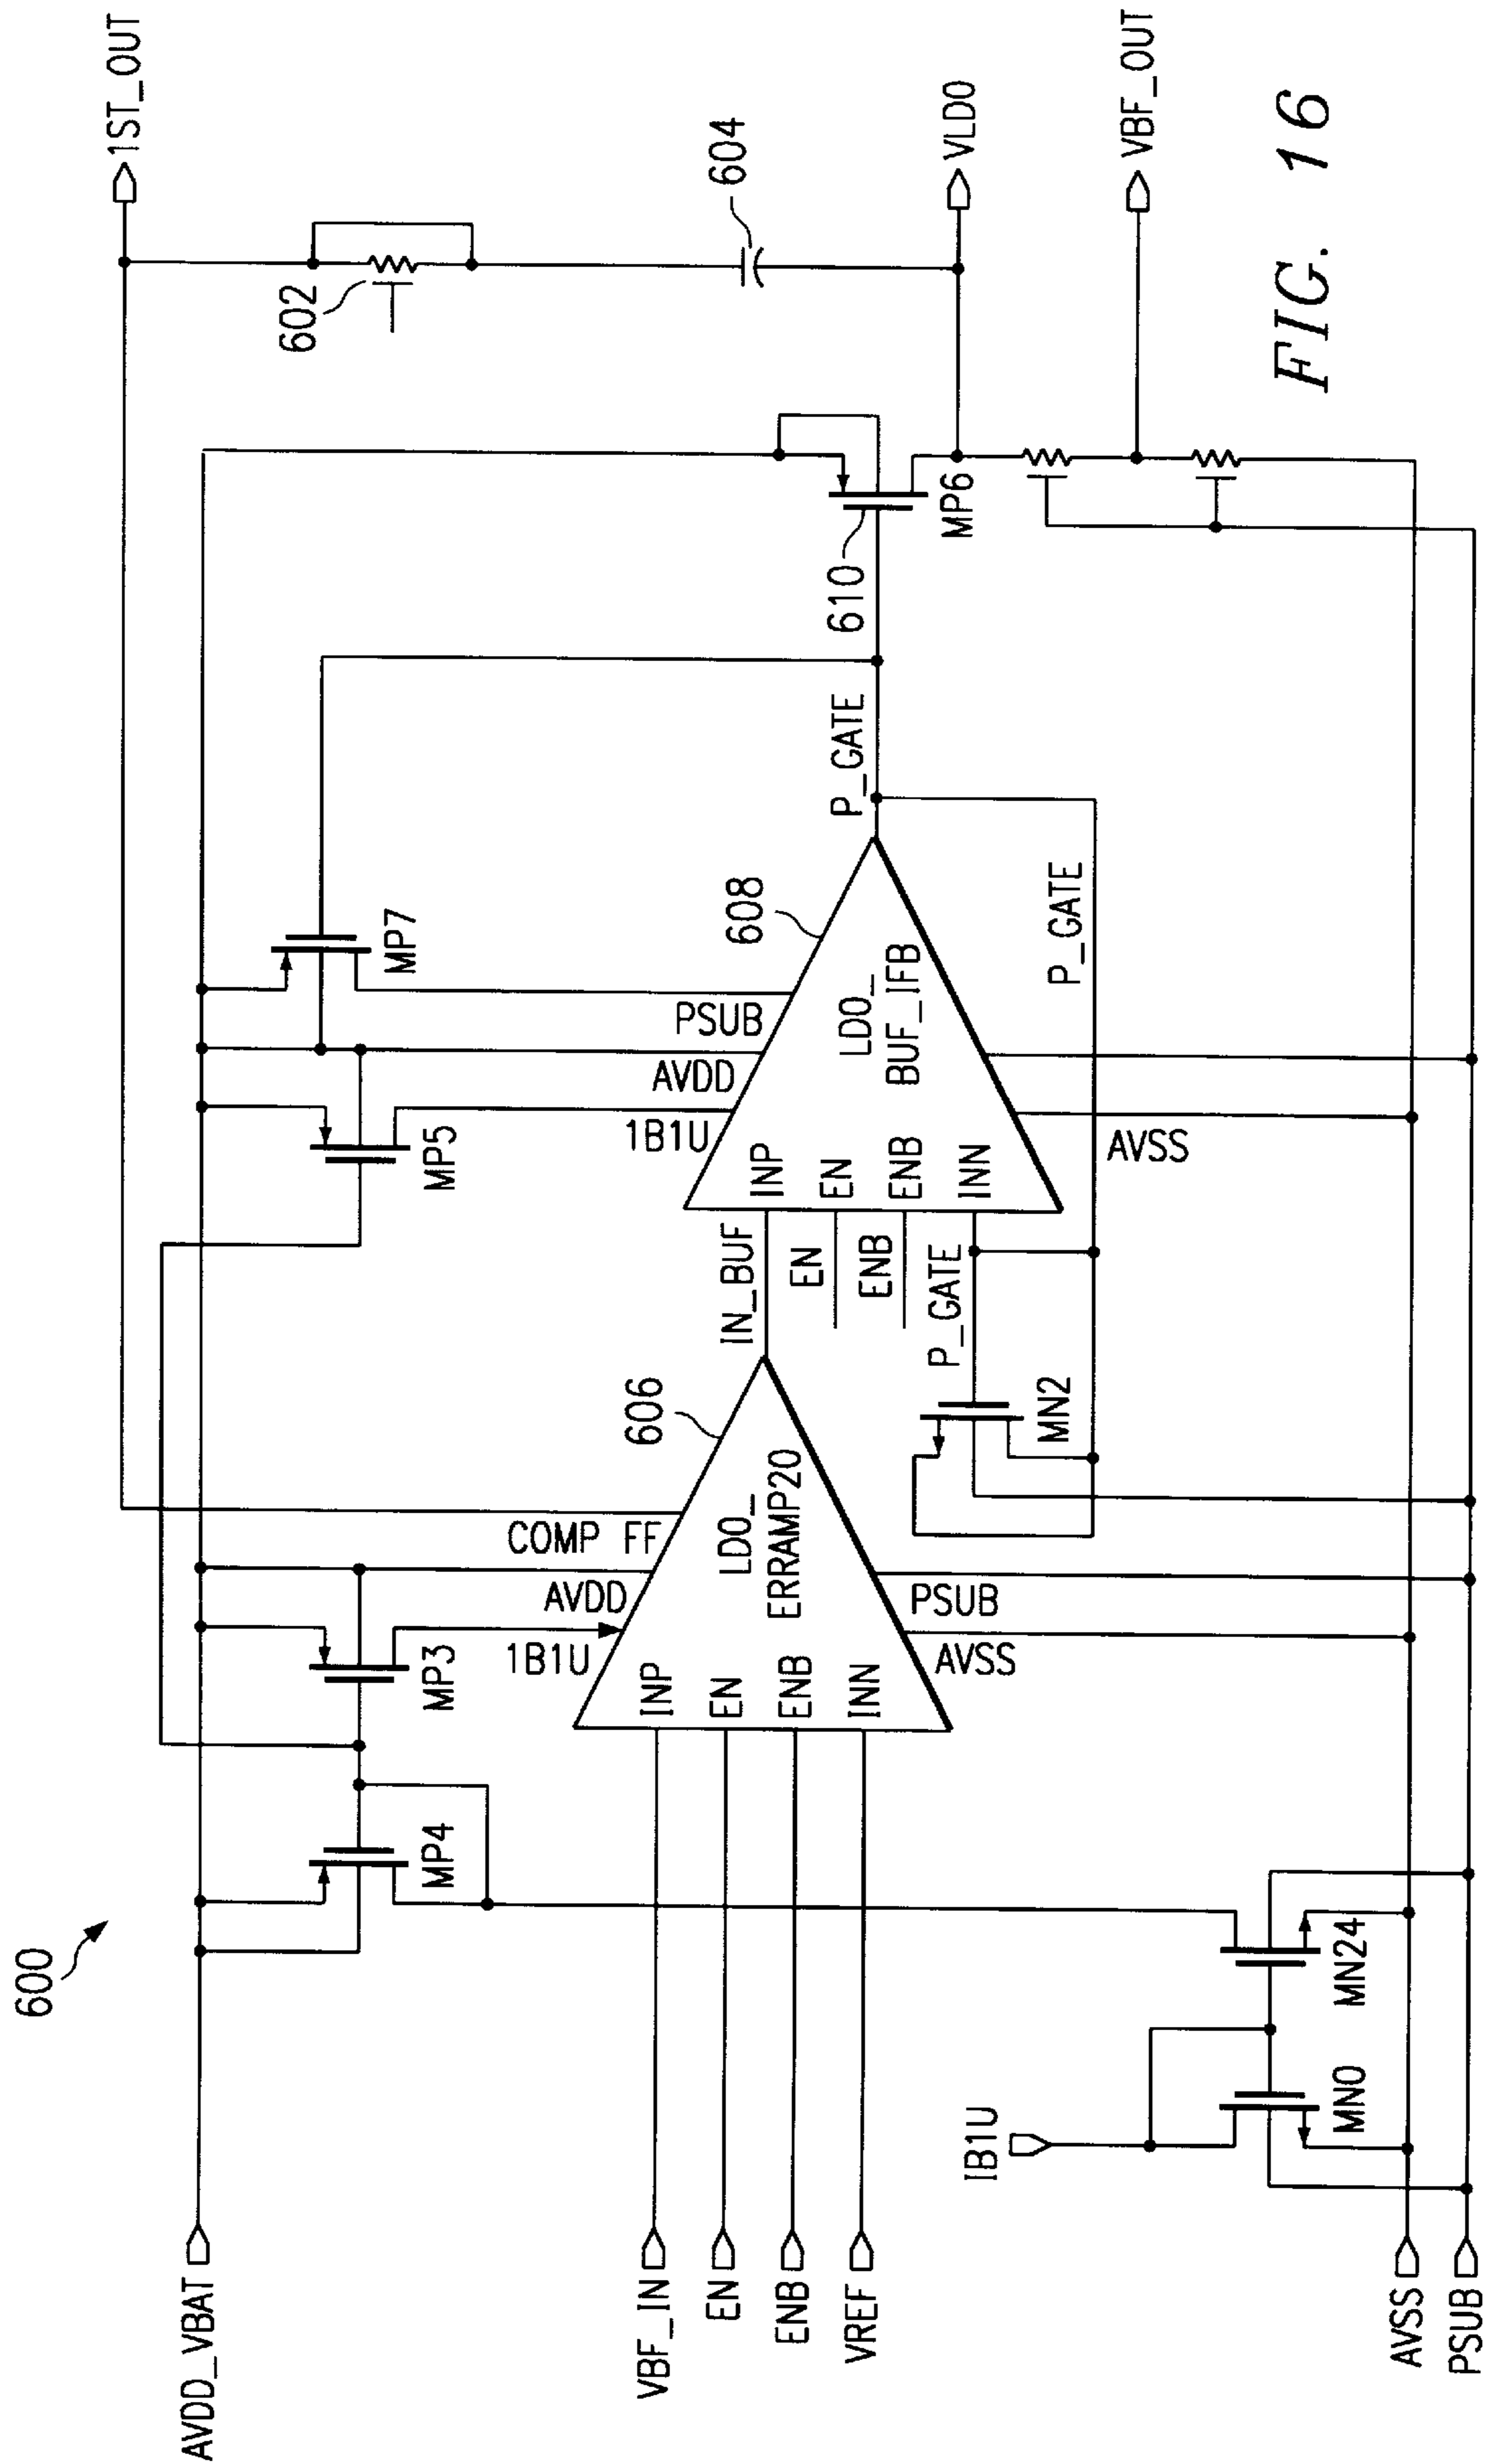 600
AVDD_VBAT
1ST_OUT
602
604
MP4
MP3
MP5
MP7
1B1U
AVDD
COMP FF
606
LDO_
ERRAMP20
INP
EN
ENB
INN
AVSS
PSUB
VBF_IN
EN
ENB
VREF
IN_BUF
EN
ENB
P_GATE
1B1U
AVDD
PSUB
608
LDO_
BUF_IFB
INP
EN
ENB
INN
AVSS
P_GATE
P_GATE
610
MP6
VLDO
VBF_OUT
MN2
IB1U
MN0
MN24
AVSS
PSUB
FIG. 16